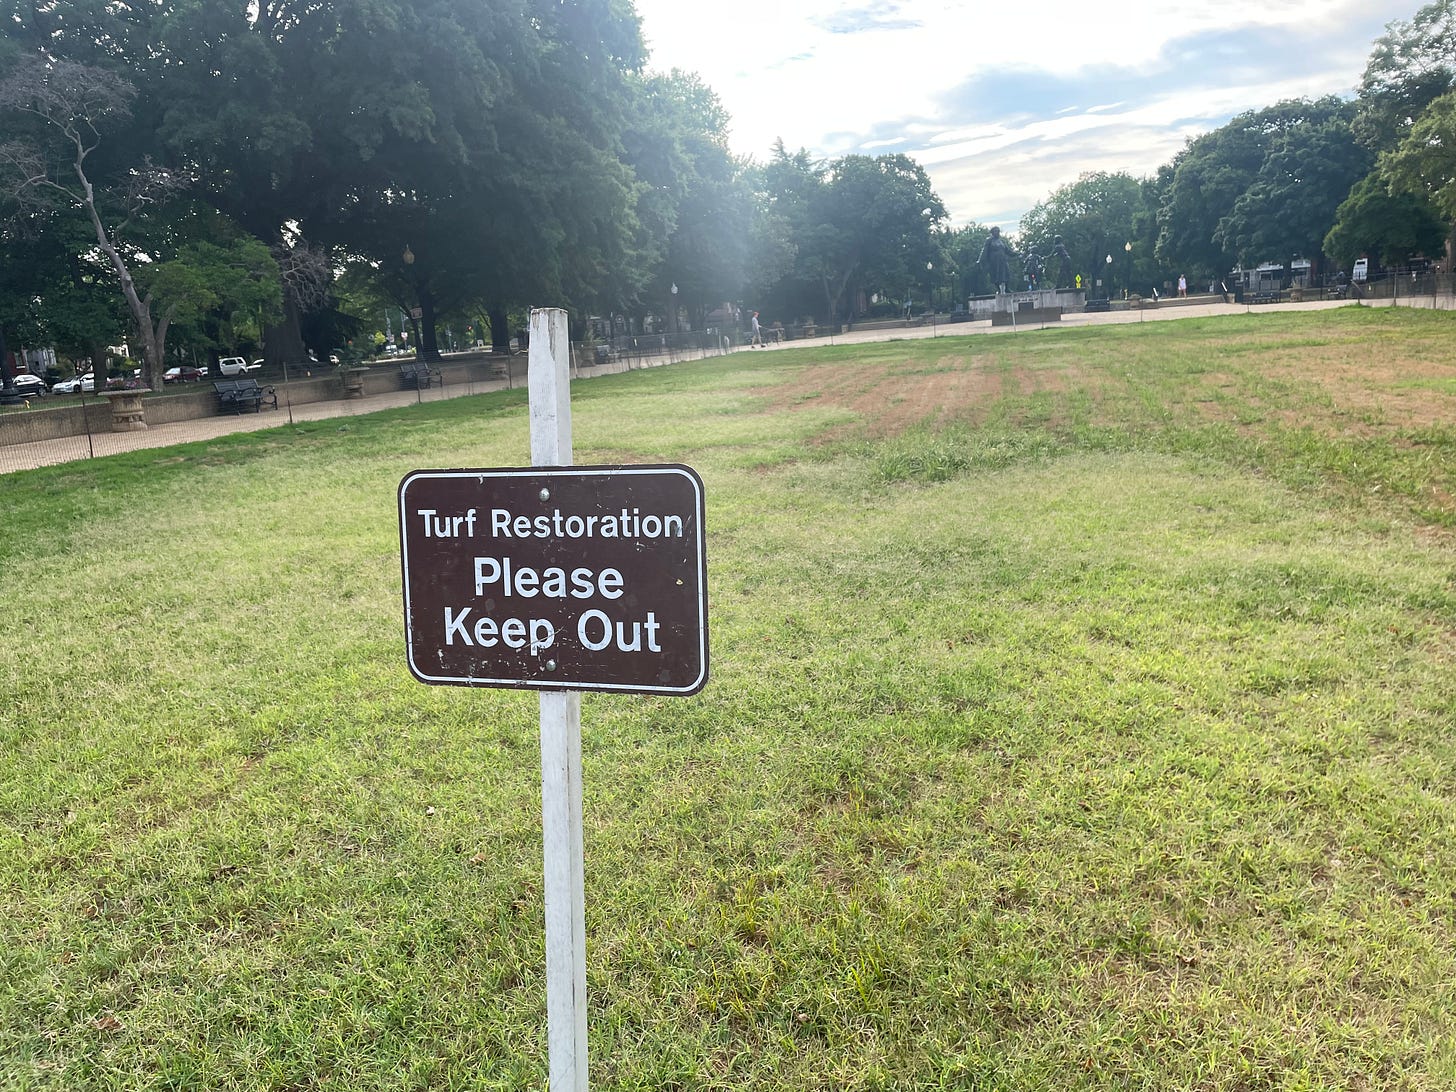 Turf Restoration
Please
Keep Out